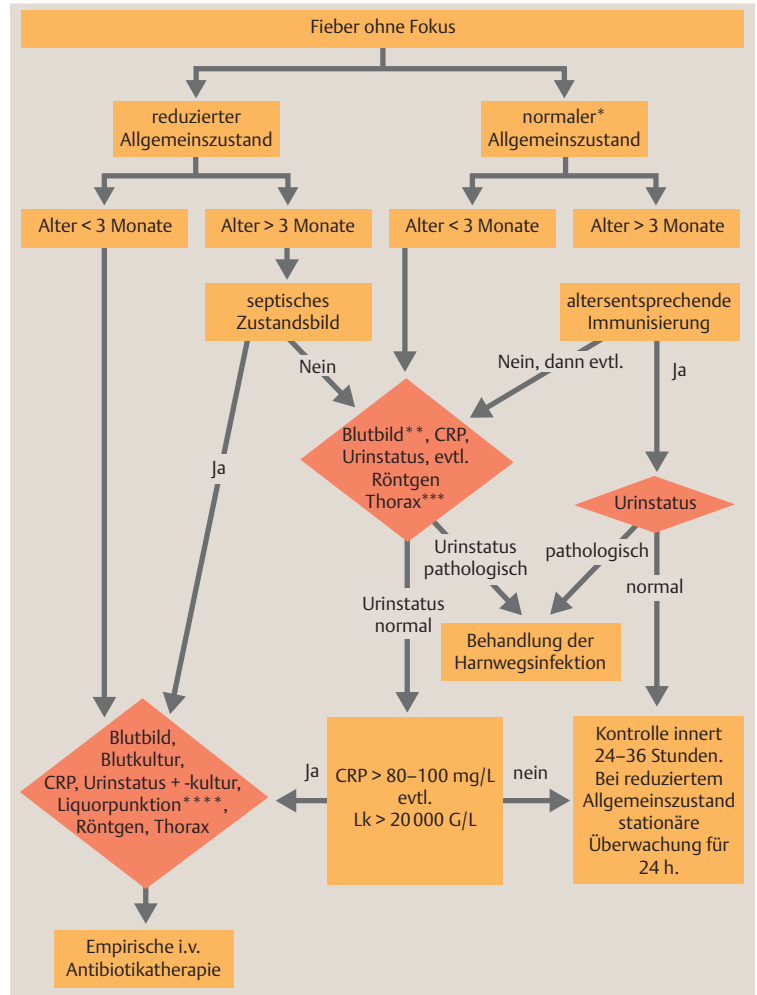 Fieber ohne Fokus
reduzierter
Allgemeinszustand
normaler*
Allgemeinszustand
Alter < 3 Monate
Alter > 3 Monate
Alter < 3 Monate
Alter > 3 Monate
septisches
Zustandsbild
altersentsprechende
Immunisierung
Nein
Nein, dann evtl.
Ja
Ja
Blutbild**, CRP,
Urinstatus, evtl.
Röntgen
Thorax***
Urinstatus
Urinstatus
pathologisch
pathologisch
Urinstatus
normal
normal
Behandlung der
Harnwegsinfektion
Blutbild,
Blutkultur,
CRP, Urinstatus + -kultur,
Liquorpunktion****,
Röntgen, Thorax
Ja
CRP > 80–100 mg/L
evtl.
Lk > 20 000 G/L
nein
Kontrolle innert
24–36 Stunden.
Bei reduziertem
Allgemeinszustand
stationäre
Überwachung für
24 h.
Empirische i.v.
Antibiotikatherapie